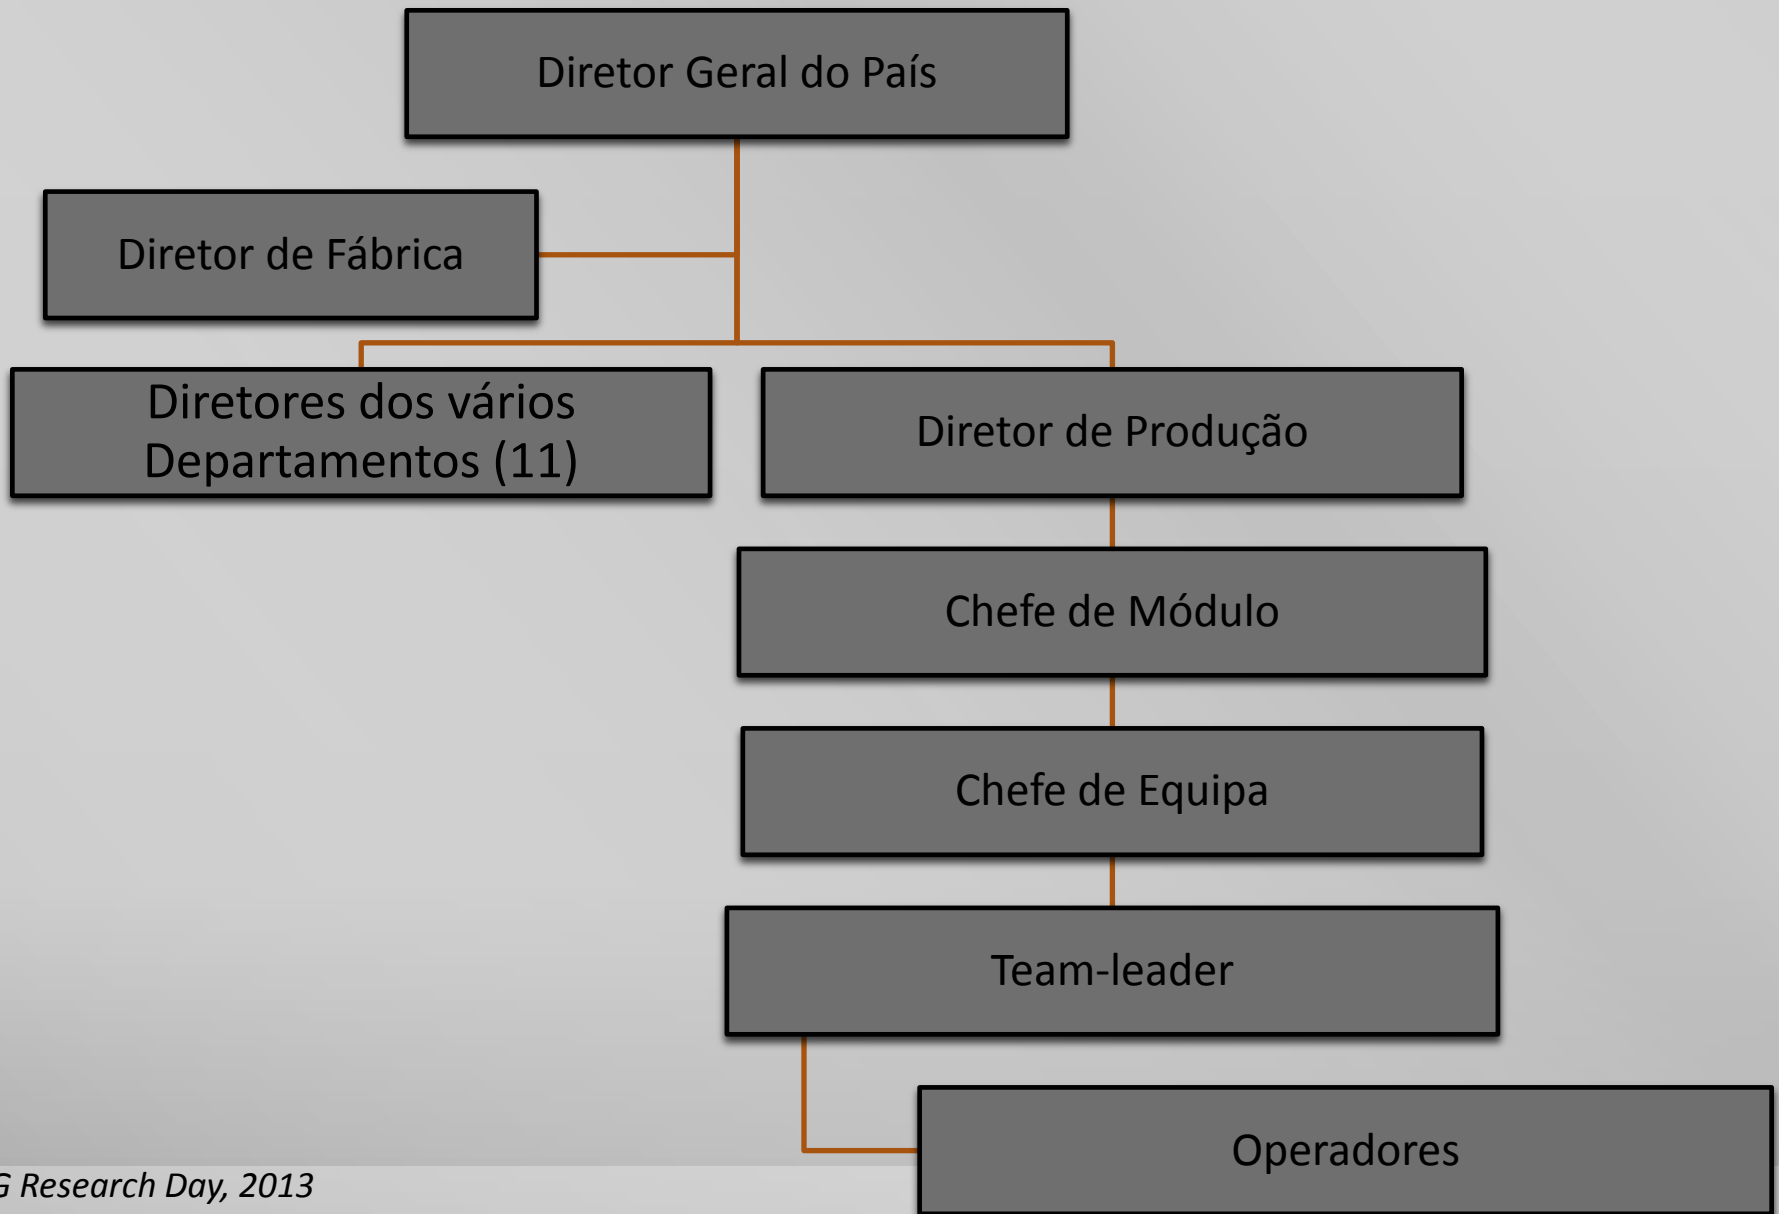 Diretor Geral do País
Diretor de Fábrica
Diretores dos vários
Departamentos (11)
Diretor de Produção
Chefe de Módulo
Chefe de Equipa
Team-leader
Operadores
Research Day, 2013